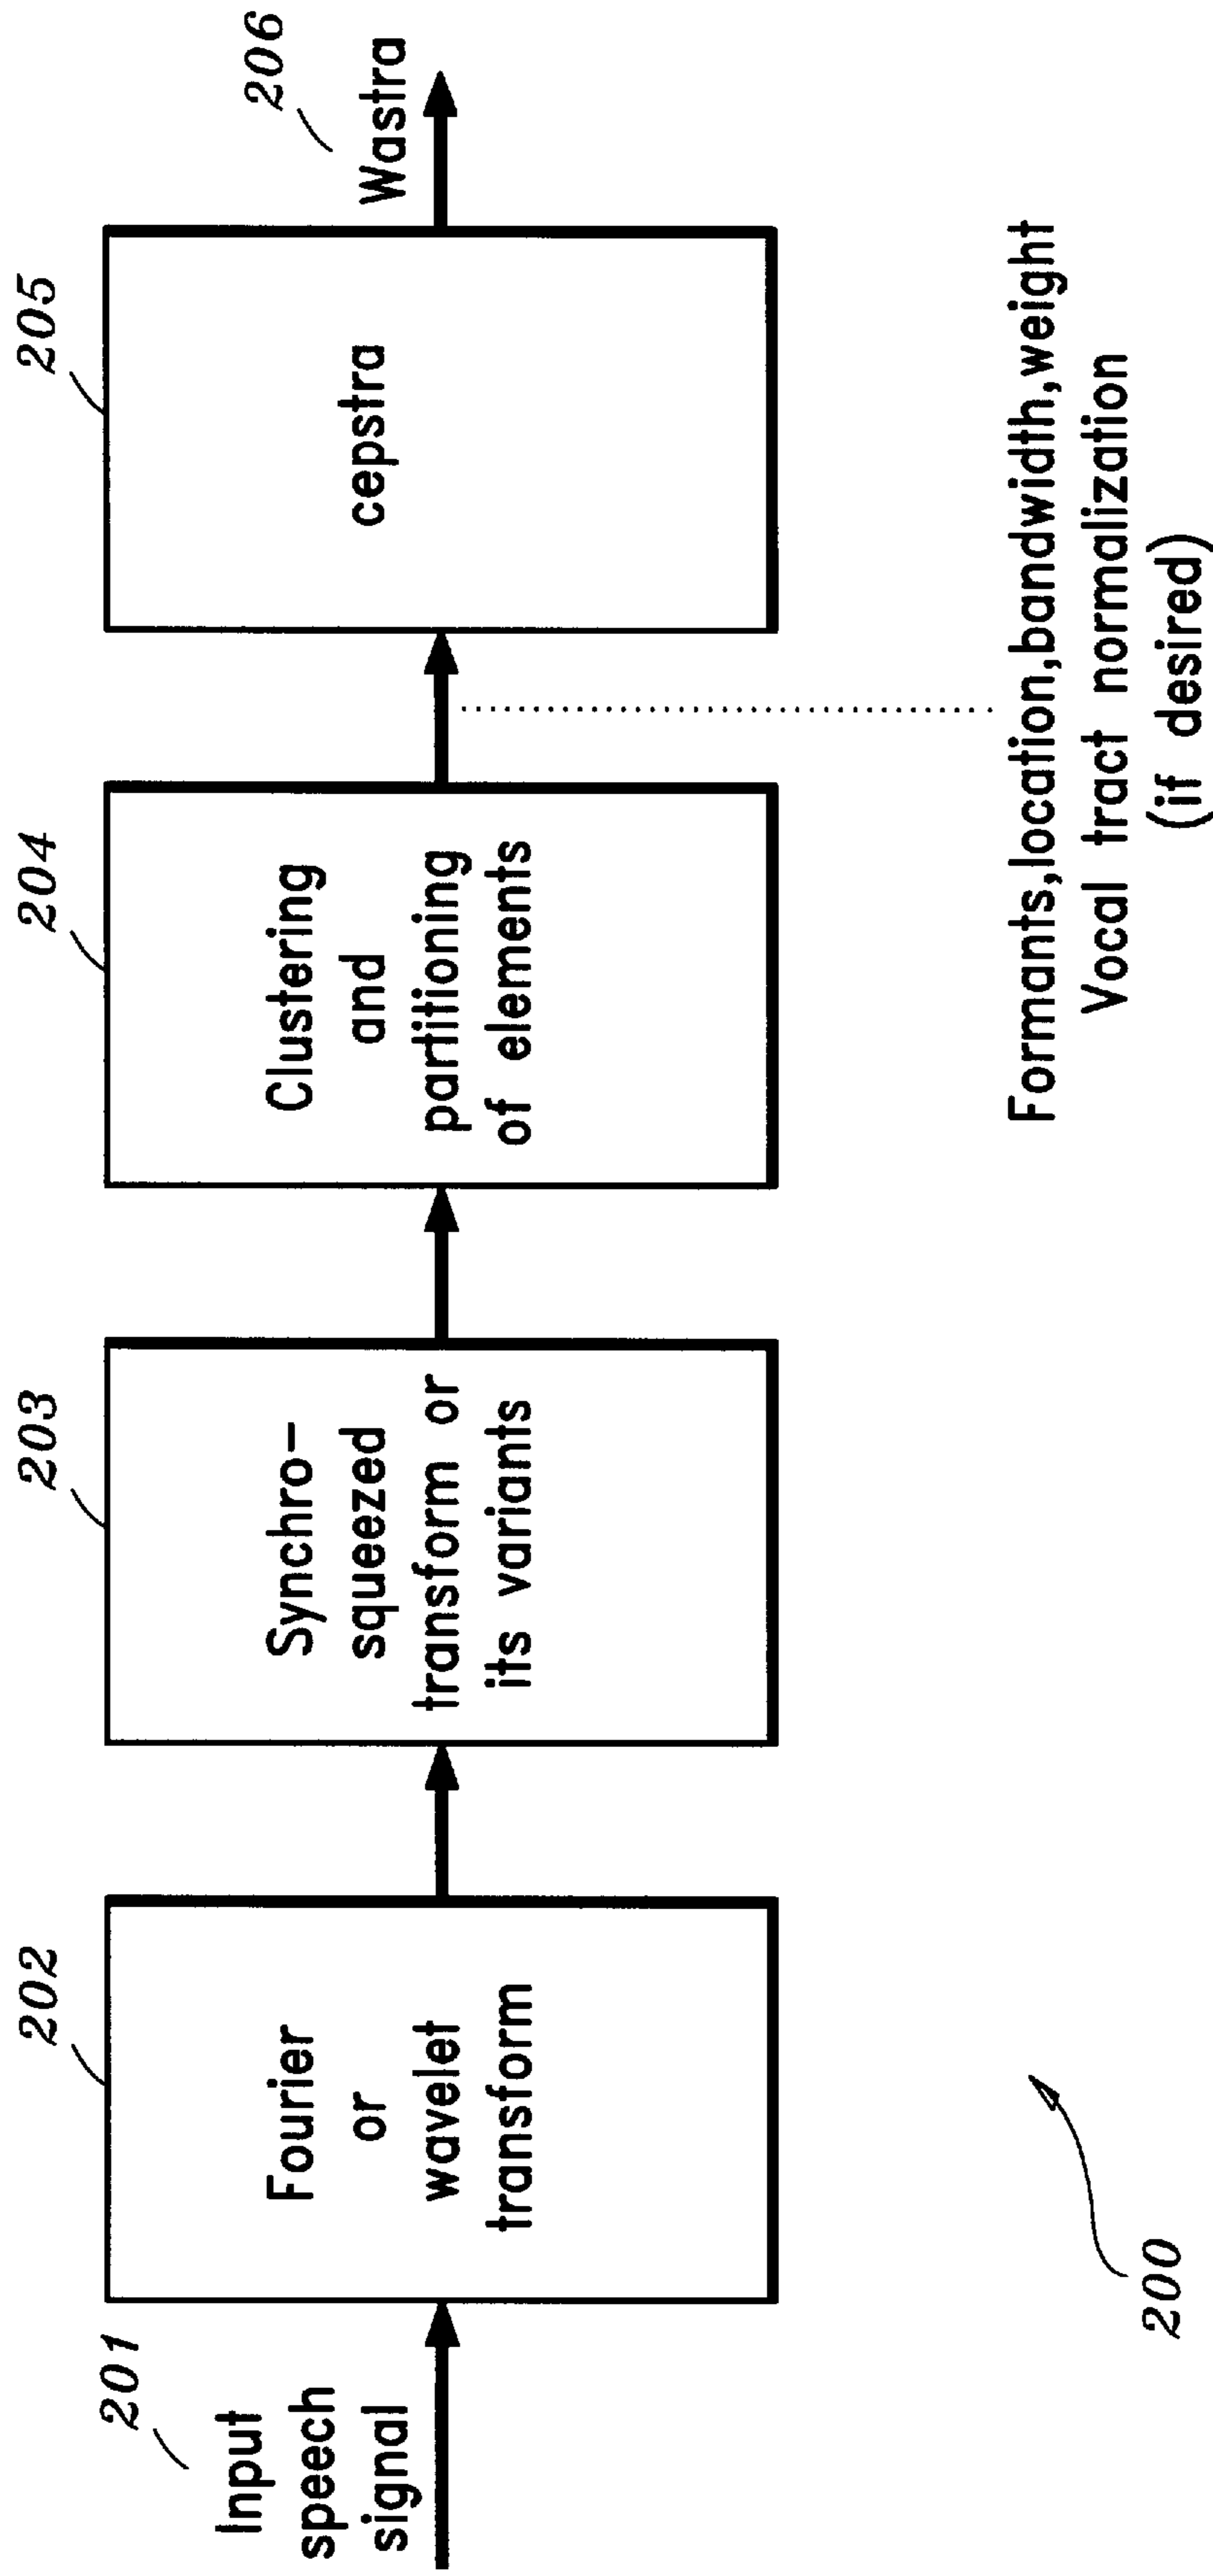 201
Input
speech
signal
202
Fourier
or
wavelet
transform
203
Synchro-
squeezed
transform or
its variants
204
Clustering
and
partitioning
of elements
205
cepstra
206
Wastra
Formants,location,bandwidth,weight
Vocal tract normalization
(if desired)
200